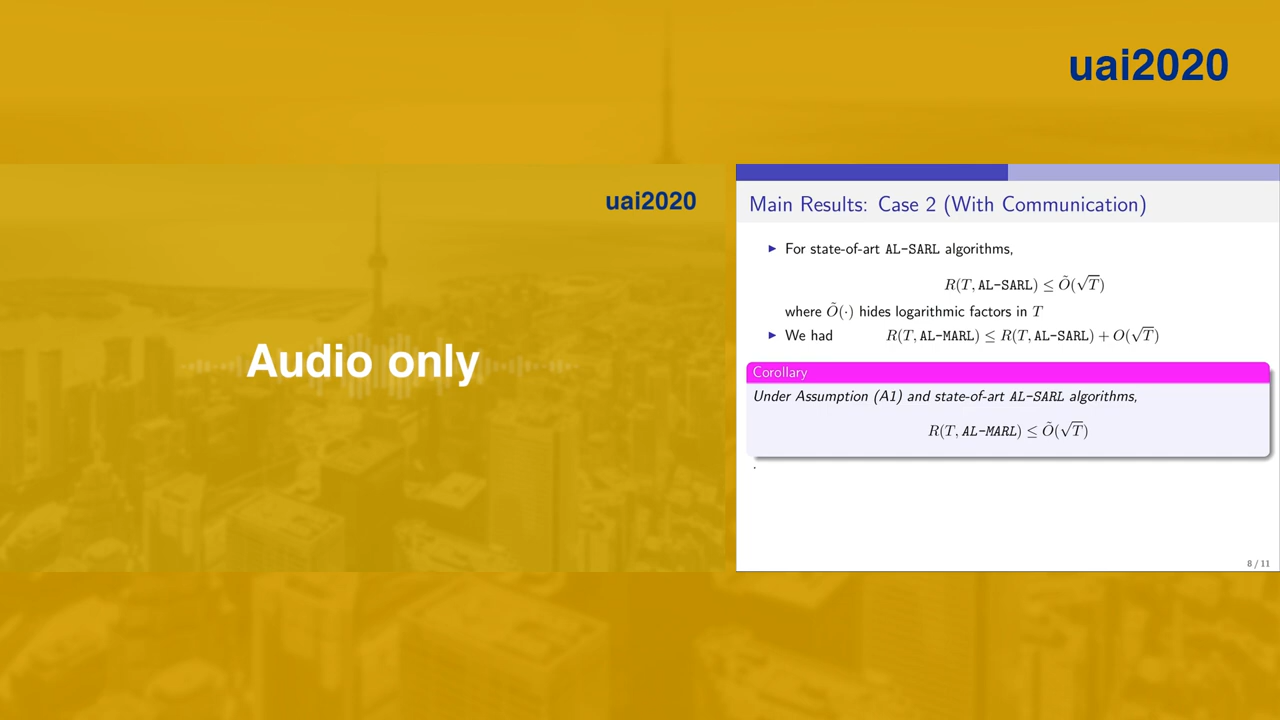 uai2020
uai2020
Audio only
Main Results: Case 2 (With Communication)
▶ For state-of-art AL-SARL algorithms,
R(T, AL-SARL) ≤ Õ(√T)
where Õ(·) hides logarithmic factors in T
▶ We had R(T, AL-MARL) ≤ R(T, AL-SARL) + O(√T)
Corollary
Under Assumption (A1) and state-of-art AL-SARL algorithms,
R(T, AL-MARL) ≤ Õ(√T)
.
8 / 11